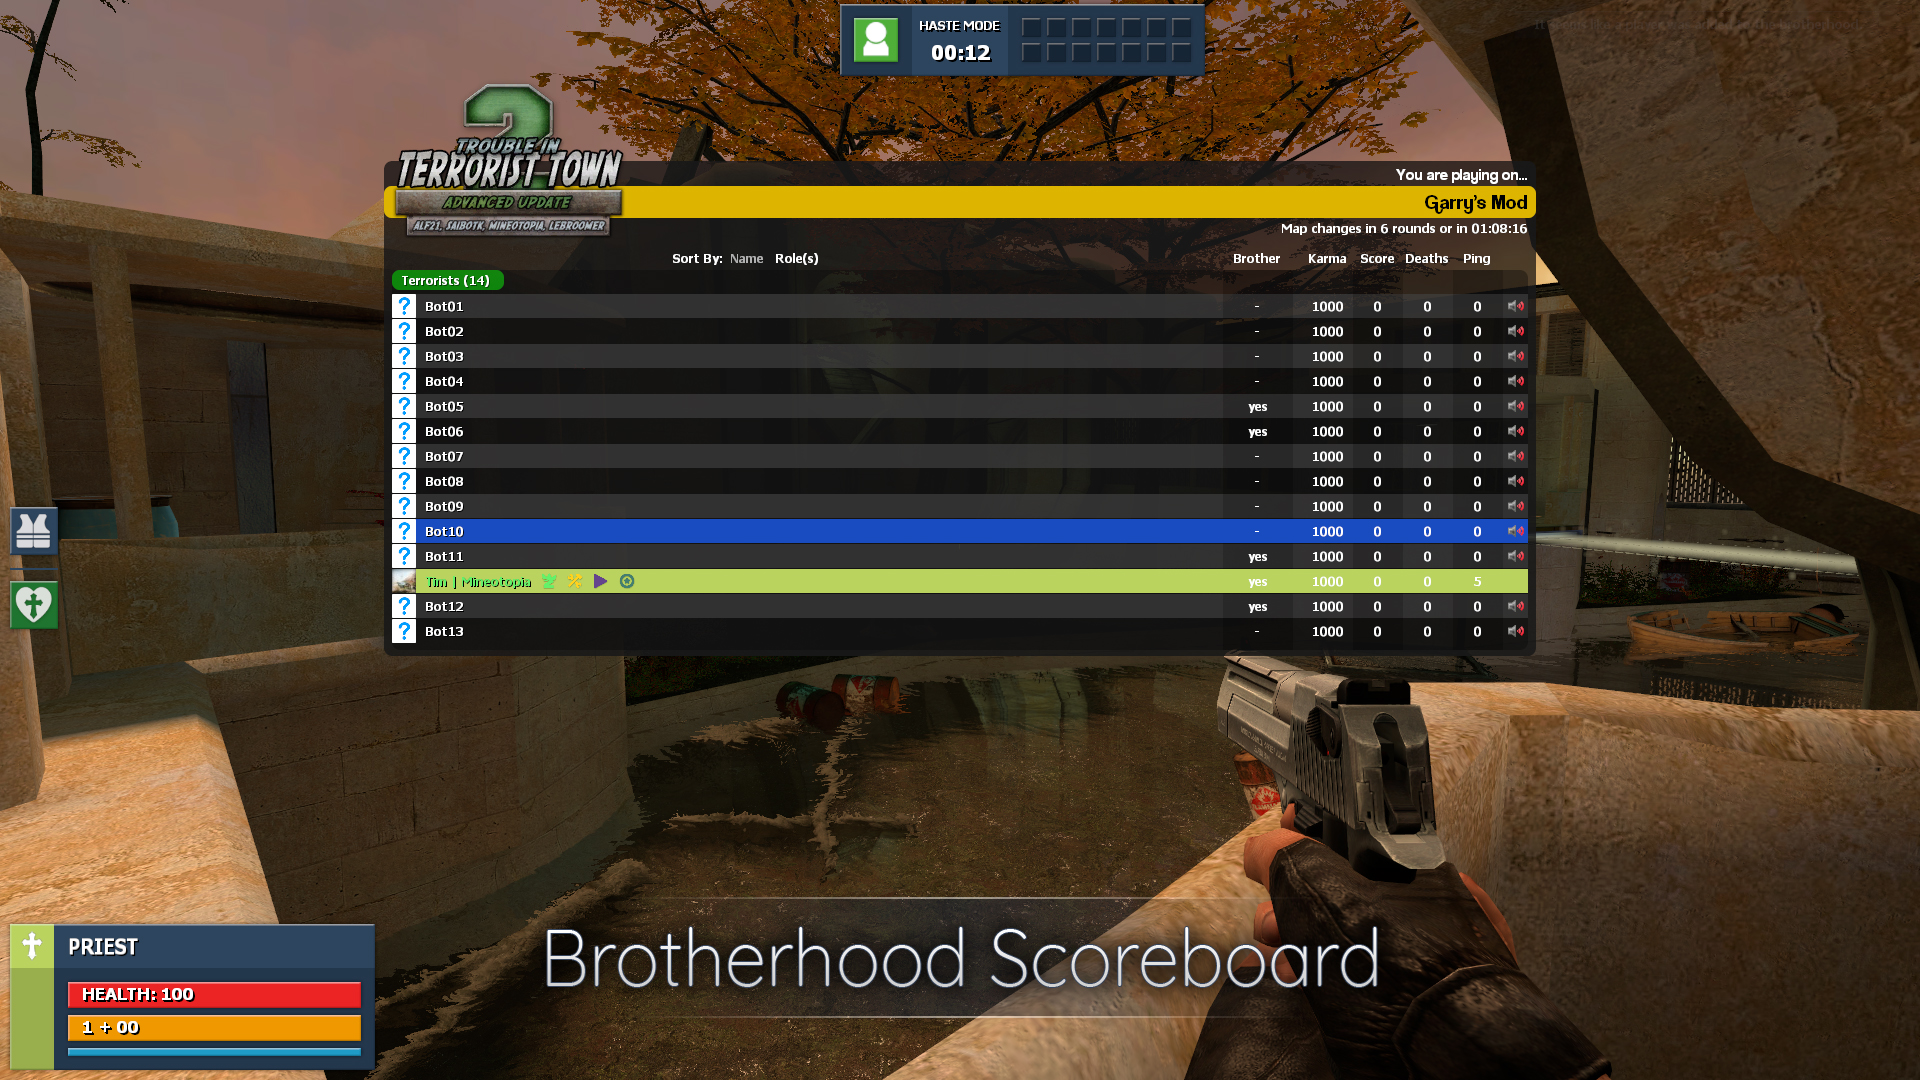 HASTE MODE
00:12
2
TROUBLE IN
TERRORIST TOWN
ADVANCED UPDATE
ALF21, SAIBOTK, MINEOTOPIA, LEBROOMER
You are playing on...
Garry's Mod
Map changes in 6 rounds or in 01:08:16
Sort By: Name Role(s) Brother Karma Score Deaths Ping
Terrorists (14)
? Bot01 - 1000 0 0 0
? Bot02 - 1000 0 0 0
? Bot03 - 1000 0 0 0
? Bot04 - 1000 0 0 0
? Bot05 yes 1000 0 0 0
? Bot06 yes 1000 0 0 0
? Bot07 - 1000 0 0 0
? Bot08 - 1000 0 0 0
? Bot09 - 1000 0 0 0
? Bot10 - 1000 0 0 0
? Bot11 yes 1000 0 0 0
Tim | Mineotopia yes 1000 0 0 5
? Bot12 yes 1000 0 0 0
? Bot13 - 1000 0 0 0
Brotherhood Scoreboard
PRIEST
HEALTH: 100
1 + 00